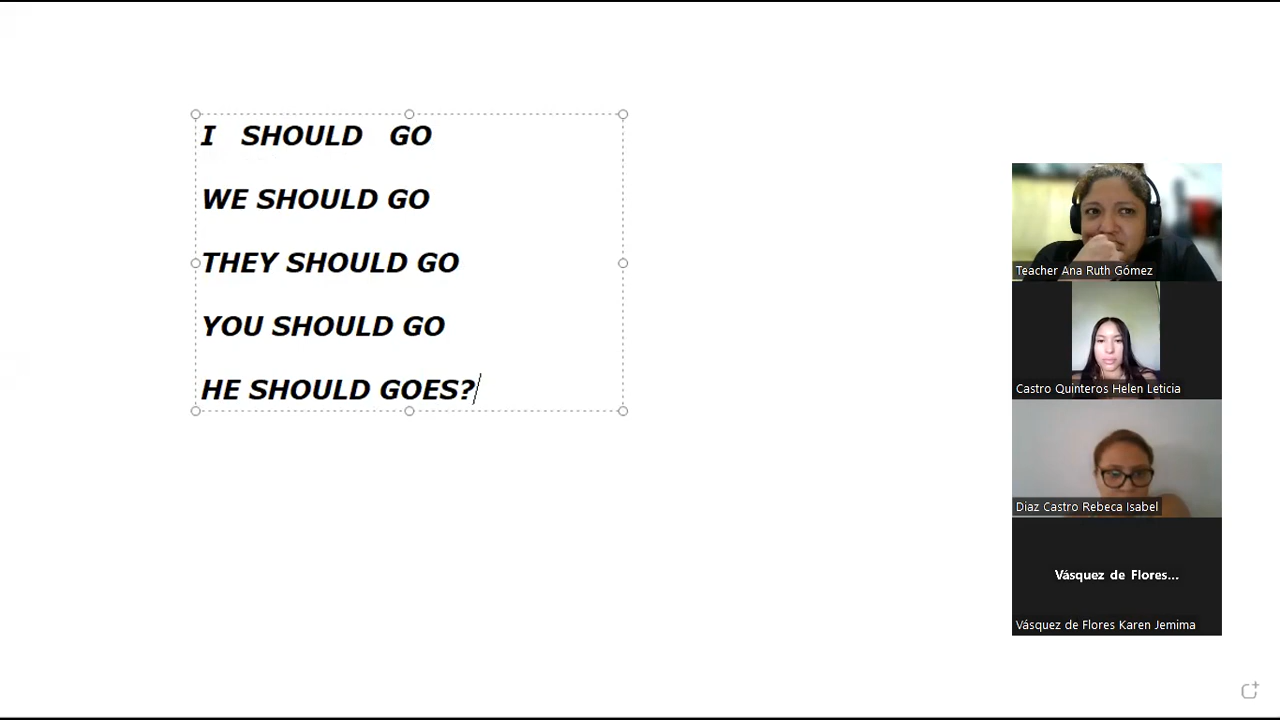 I SHOULD GO
WE SHOULD GO
THEY SHOULD GO
YOU SHOULD GO
HE SHOULD GOES?
Teacher Ana Ruth Gómez
Castro Quinteros Helen Leticia
Diaz Castro Rebeca Isabel
Vásquez de Flores...
Vásquez de Flores Karen Jemima